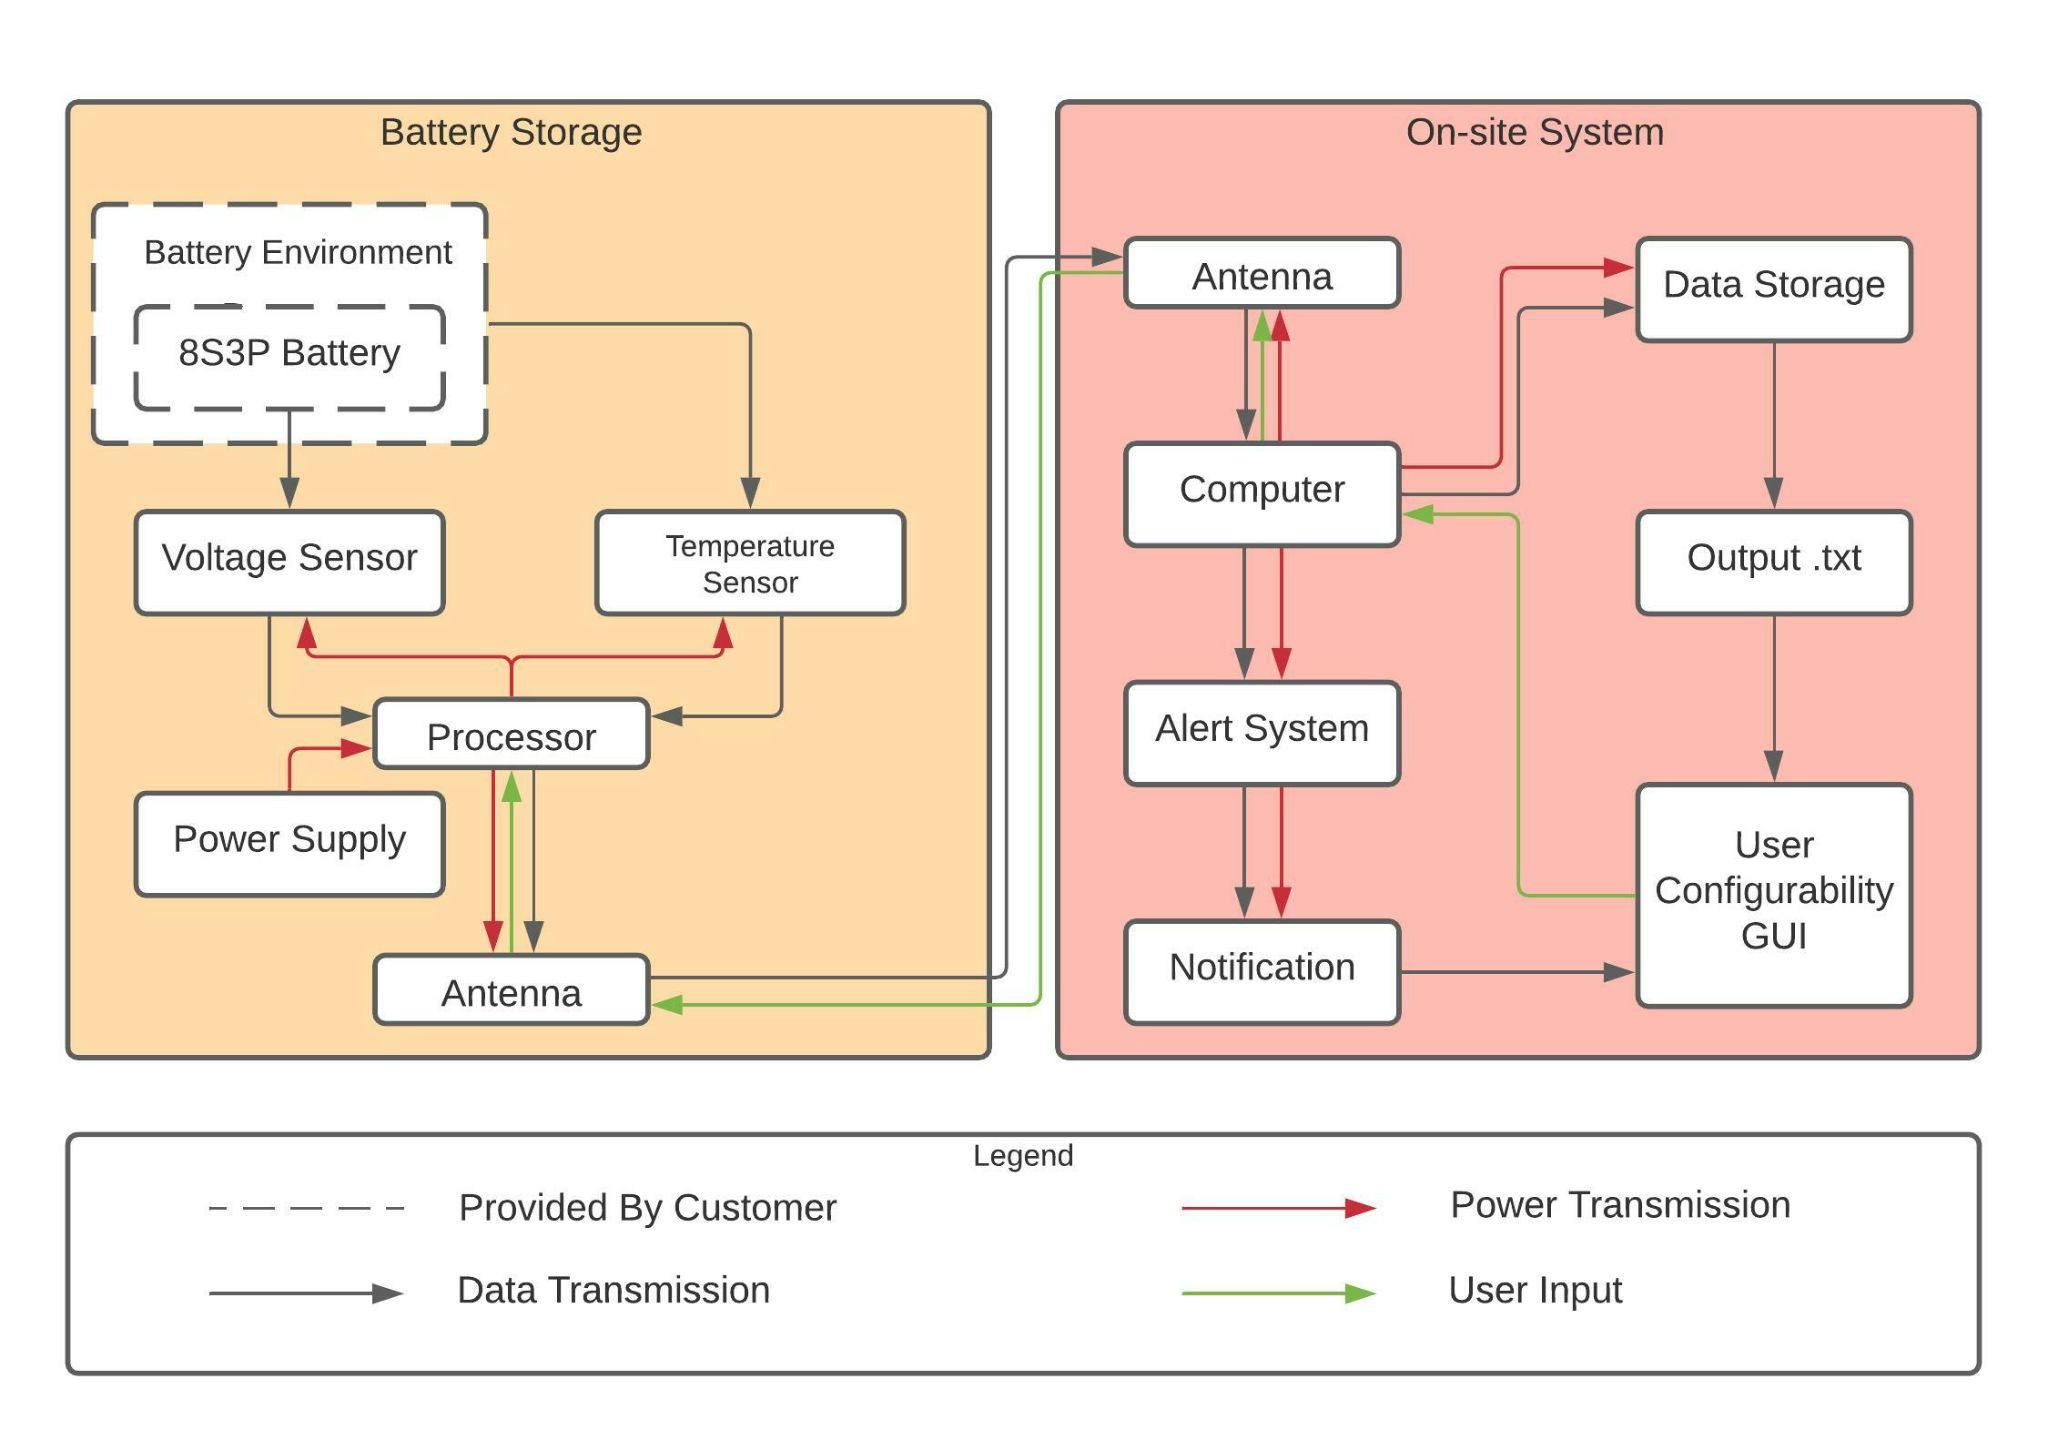 Battery Storage
Battery Environment
8S3P Battery
Voltage Sensor
Temperature
Sensor
Processor
Power Supply
Antenna
On-site System
Antenna
Data Storage
Computer
Output .txt
Alert System
User
Configurability
GUI
Notification
Legend
Provided By Customer
Power Transmission
Data Transmission
User Input